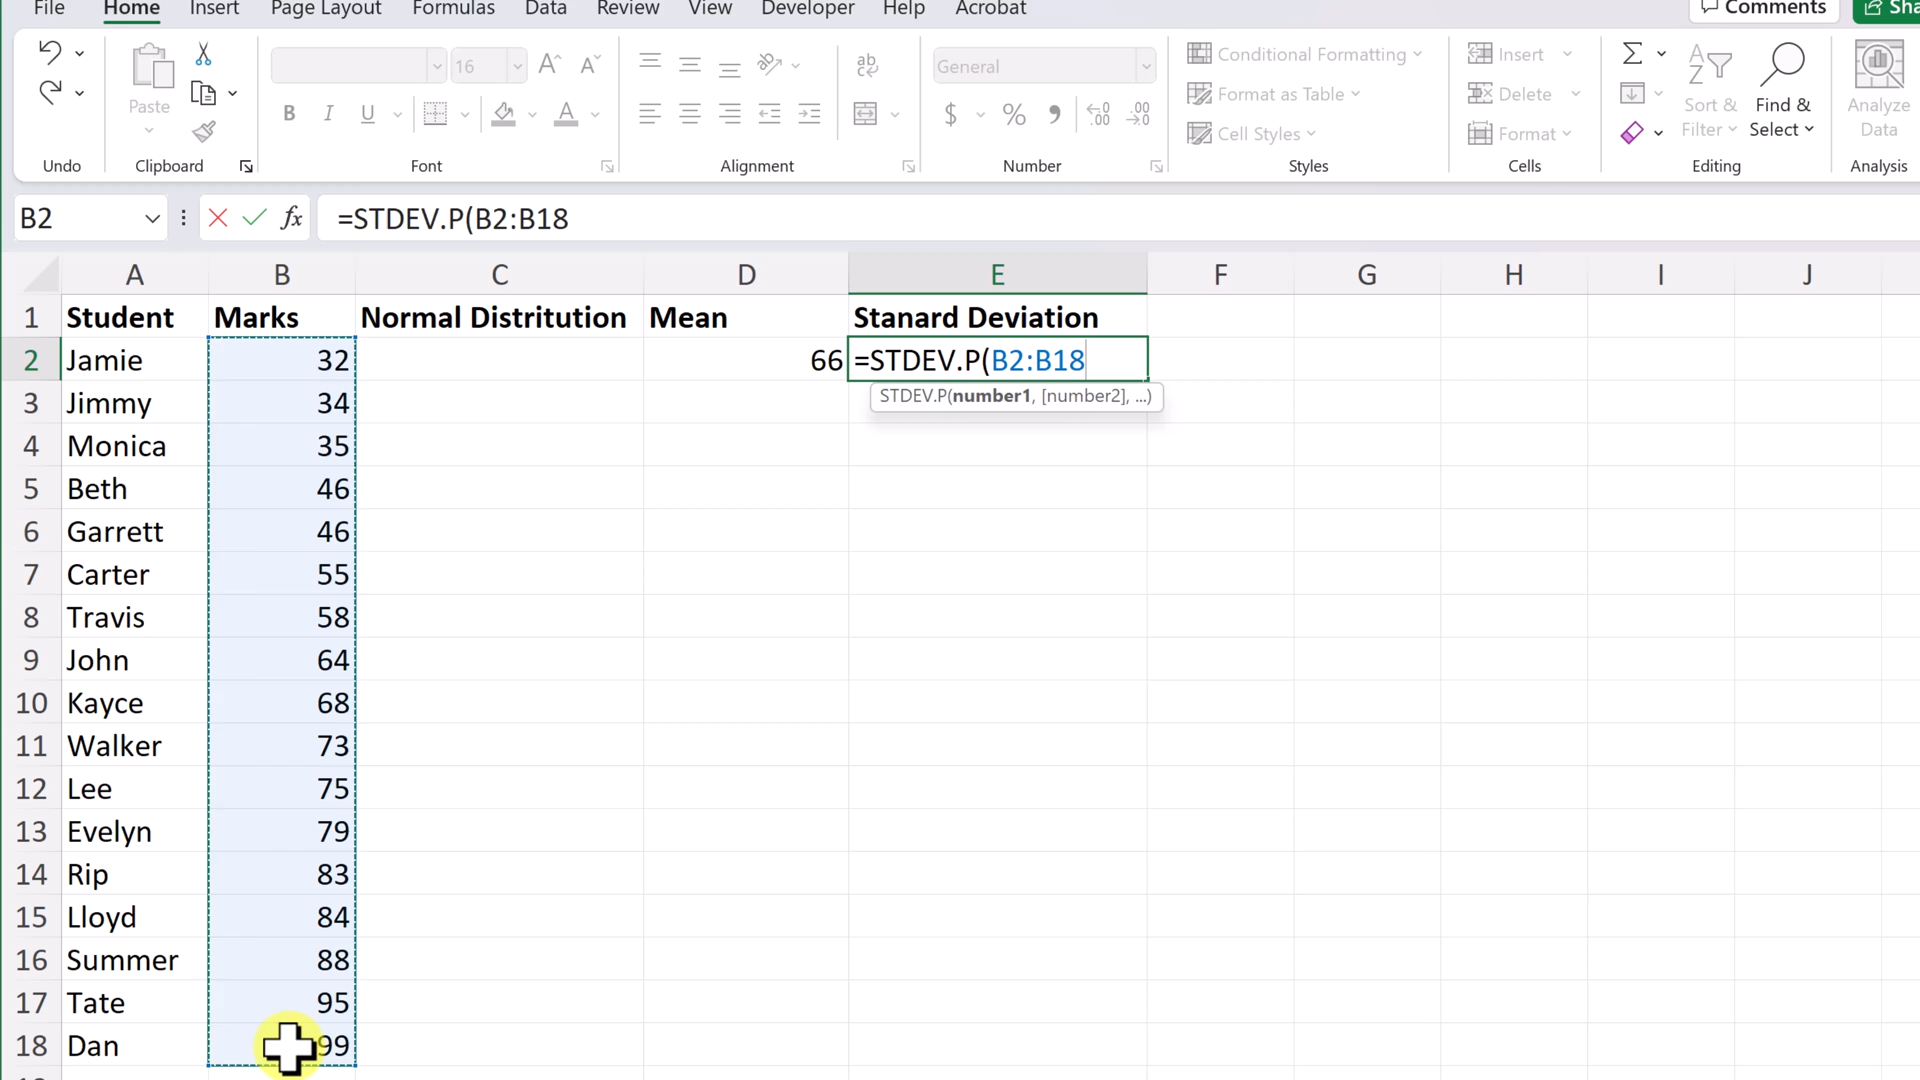 File Home Insert Page Layout Formulas Data Review View Developer Help Acrobat Comments
16 ab General Conditional Formatting Insert
Paste Format as Table Delete Sort & Find & Analyze
B I U A $ % Cell Styles Format Filter Select Data
Undo Clipboard Font Alignment Number Styles Cells Editing Analysis
B2 fx =STDEV.P(B2:B18
A B C D E F G H I J
1 Student Marks Normal Distritution Mean Stanard Deviation
2 Jamie 32 66 =STDEV.P(B2:B18
STDEV.P(number1, [number2], ...)
3 Jimmy 34
4 Monica 35
5 Beth 46
6 Garrett 46
7 Carter 55
8 Travis 58
9 John 64
10 Kayce 68
11 Walker 73
12 Lee 75
13 Evelyn 79
14 Rip 83
15 Lloyd 84
16 Summer 88
17 Tate 95
18 Dan 99